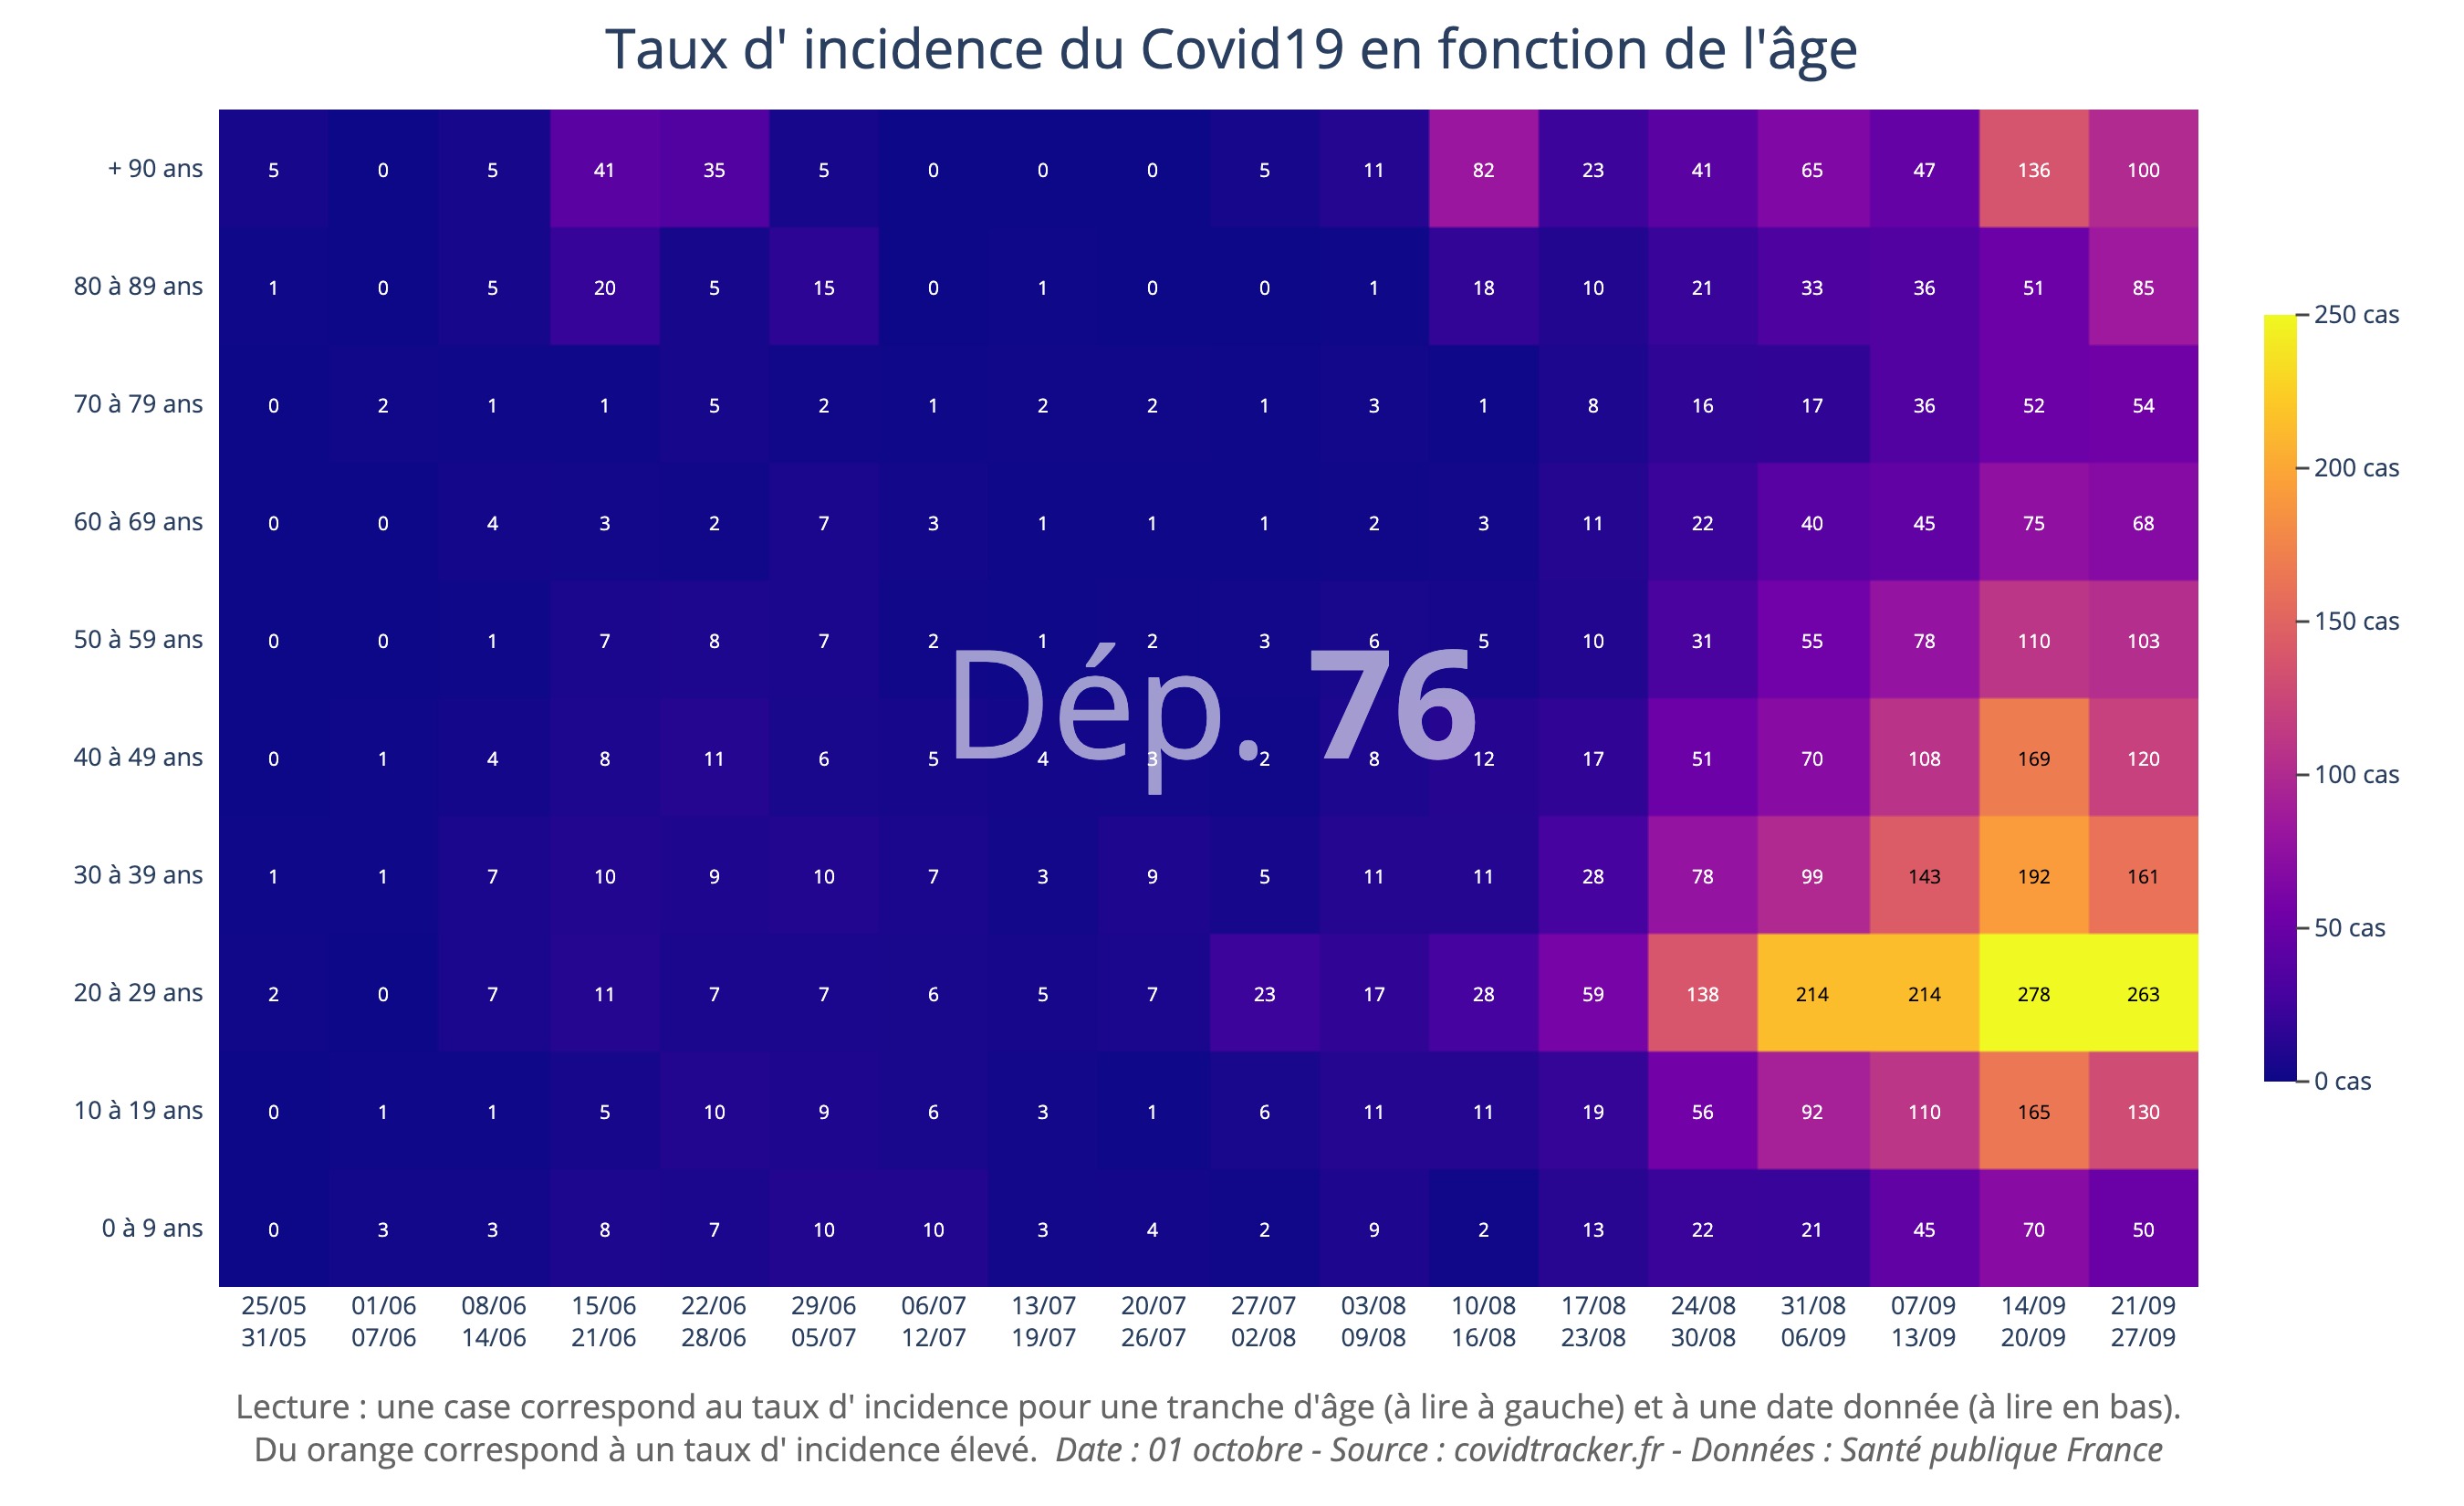 Taux d' incidence du Covid19 en fonction de l'âge
+ 90 ans 5 0 5 41 35 5 0 0 0 5 11 82 23 41 65 47 136 100
80 à 89 ans 1 0 5 20 5 15 0 1 0 0 1 18 10 21 33 36 51 85
250 cas
70 à 79 ans 0 2 1 1 5 2 1 2 2 1 3 1 8 16 17 36 52 54
200 cas
60 à 69 ans 0 0 4 3 2 7 3 1 1 1 2 3 11 22 40 45 75 68
150 cas
50 à 59 ans 0 0 1 7 8 7 2 1 2 3 6 5 10 31 55 78 110 103
Dép. 76
40 à 49 ans 0 1 4 8 11 6 5 4 3 2 8 12 17 51 70 108 169 120
100 cas
30 à 39 ans 1 1 7 10 9 10 7 3 9 5 11 11 28 78 99 143 192 161
50 cas
20 à 29 ans 2 0 7 11 7 7 6 5 7 23 17 28 59 138 214 214 278 263
0 cas
10 à 19 ans 0 1 1 5 10 9 6 3 1 6 11 11 19 56 92 110 165 130
0 à 9 ans 0 3 3 8 7 10 10 3 4 2 9 2 13 22 21 45 70 50
25/05 01/06 08/06 15/06 22/06 29/06 06/07 13/07 20/07 27/07 03/08 10/08 17/08 24/08 31/08 07/09 14/09 21/09
31/05 07/06 14/06 21/06 28/06 05/07 12/07 19/07 26/07 02/08 09/08 16/08 23/08 30/08 06/09 13/09 20/09 27/09
Lecture : une case correspond au taux d' incidence pour une tranche d'âge (à lire à gauche) et à une date donnée (à lire en bas).
Du orange correspond à un taux d' incidence élevé. Date : 01 octobre - Source : covidtracker.fr - Données : Santé publique France